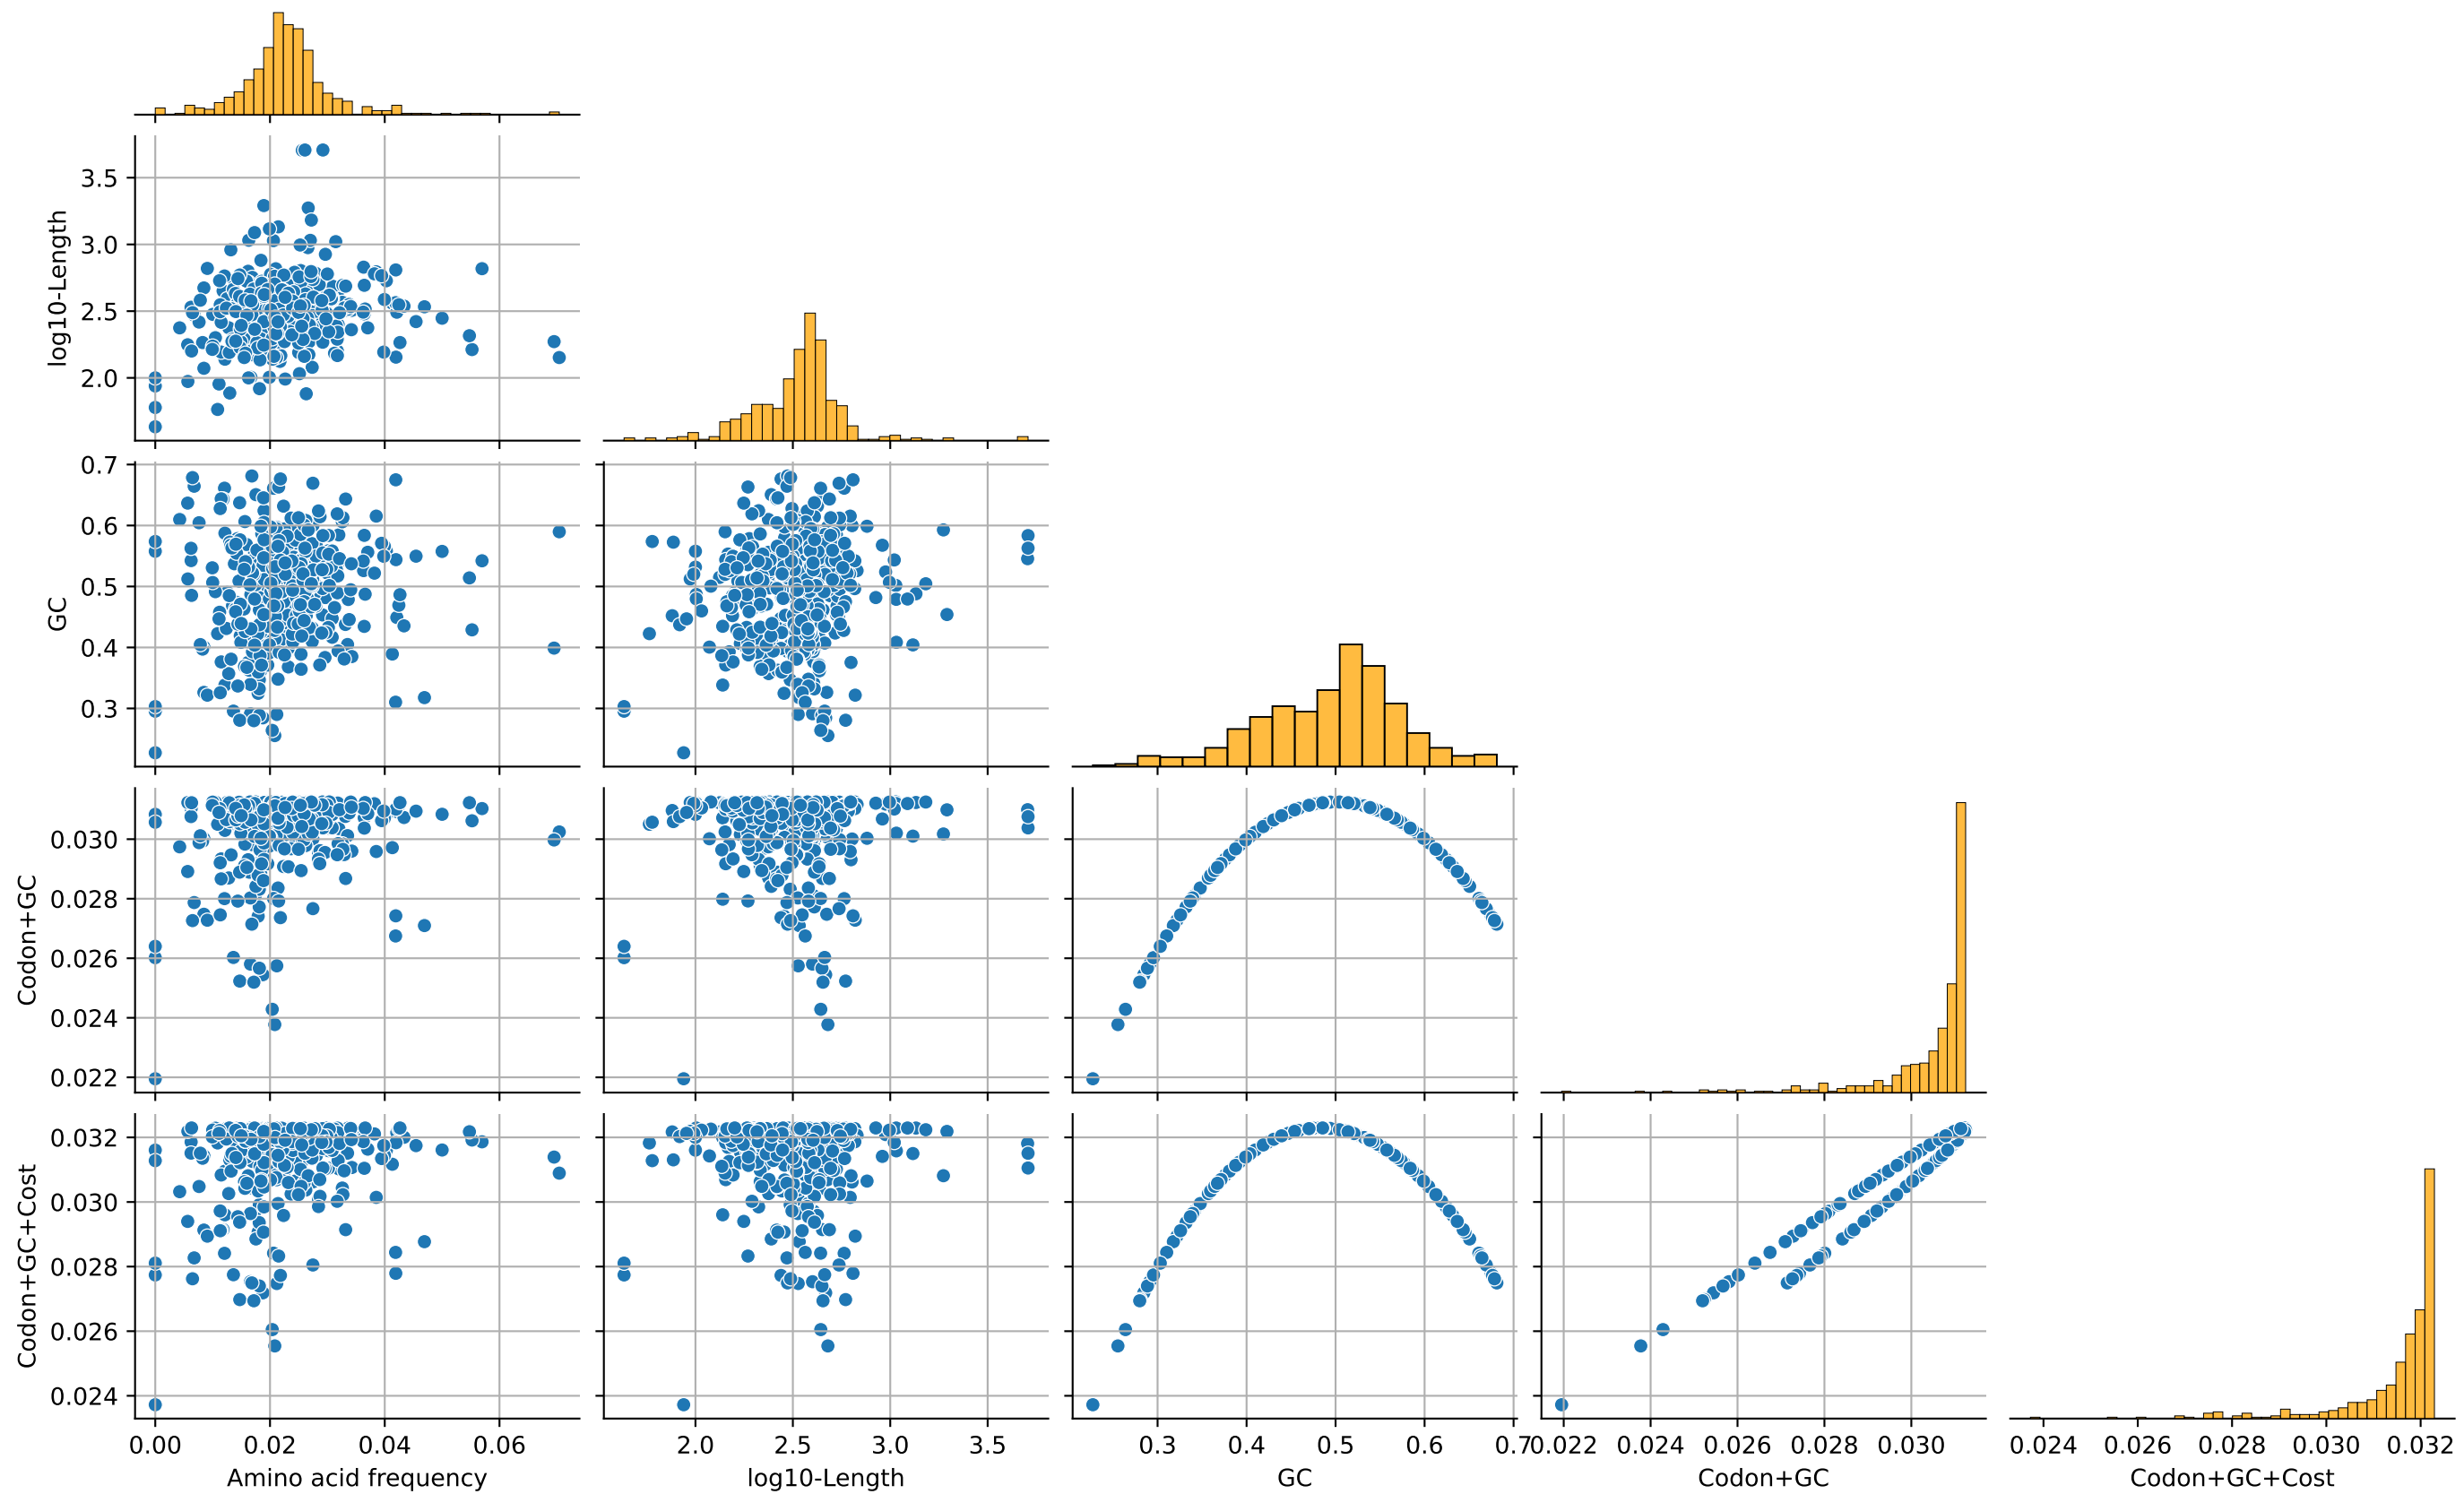 log10-Length
3.5
3.0
2.5
2.0
GC
0.7
0.6
0.5
0.4
0.3
Codon+GC
0.030
0.028
0.026
0.024
0.022
Codon+GC+Cost
0.032
0.030
0.028
0.026
0.024
0.00 0.02 0.04 0.06
2.0 2.5 3.0 3.5
0.3 0.4 0.5 0.6 0.7
0.022 0.024 0.026 0.028 0.030
0.024 0.026 0.028 0.030 0.032
Amino acid frequency
log10-Length
GC
Codon+GC
Codon+GC+Cost